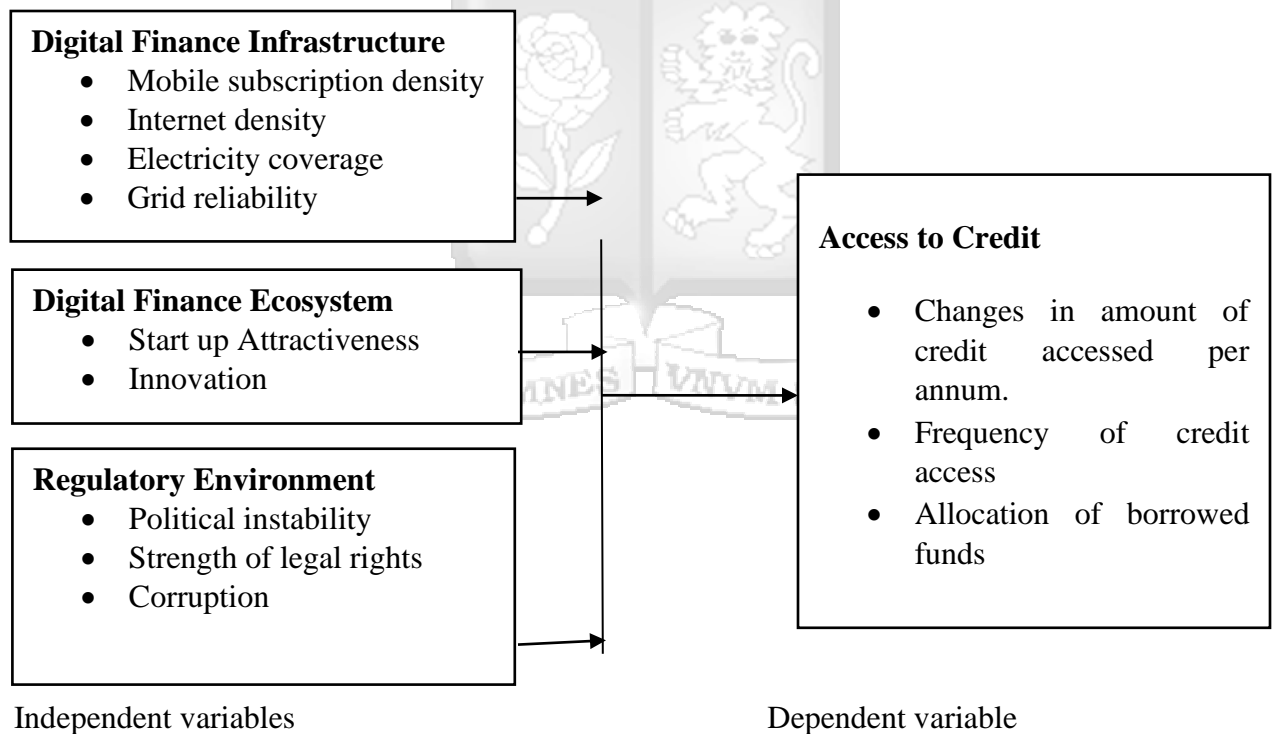 Digital Finance Infrastructure
• Mobile subscription density
• Internet density
• Electricity coverage
• Grid reliability
Digital Finance Ecosystem
• Start up Attractiveness
• Innovation
Regulatory Environment
• Political instability
• Strength of legal rights
• Corruption
Access to Credit
• Changes in amount of
credit accessed per
annum.
• Frequency of credit
access
• Allocation of borrowed
funds
Independent variables
Dependent variable
VNVM